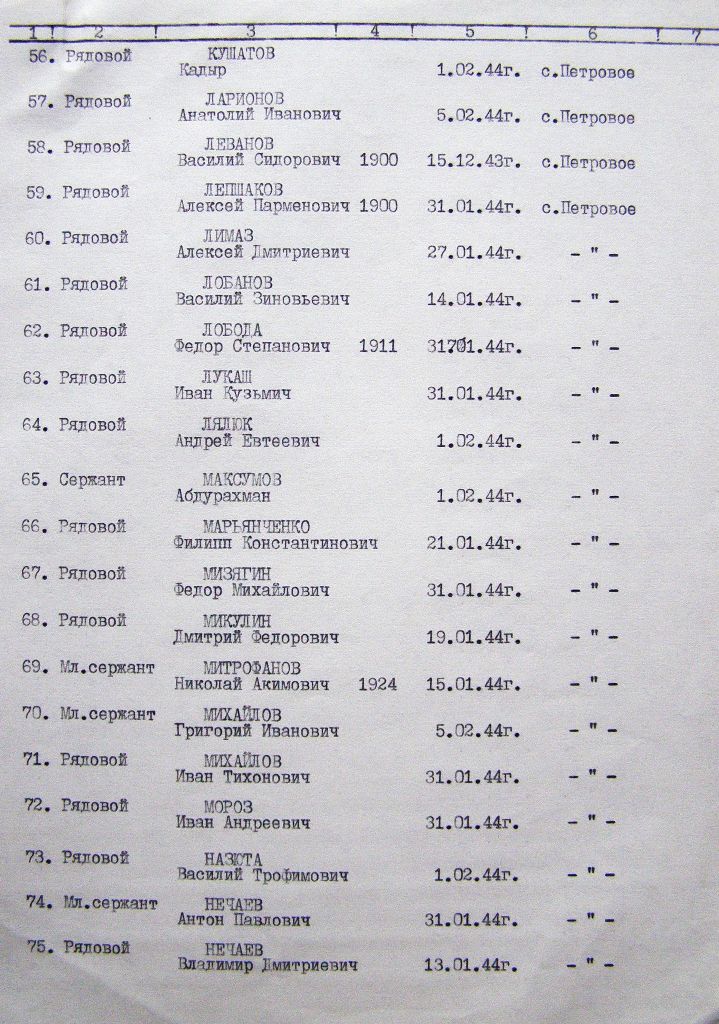 1 ! 2 ! 3 ! 4 ! 5 ! 6 ! 7
56. Рядовой КУШАТОВ
Кадыр 1.02.44г. с.Петровое
57. Рядовой ЛАРИОНОВ
Анатолий Иванович 5.02.44г. с.Петровое
58. Рядовой ЛЕВАНОВ
Василий Сидорович 1900 15.12.43г. с.Петровое
59. Рядовой ЛЕПШАКОВ
Алексей Парменович 1900 31.01.44г. с.Петровое
60. Рядовой ЛИМАЗ
Алексей Дмитриевич 27.01.44г. - " -
61. Рядовой ЛОБАНОВ
Василий Зиновьевич 14.01.44г. - " -
62. Рядовой ЛОБОДА
Федор Степанович 1911 31.01.44г. - " -
63. Рядовой ЛУКАШ
Иван Кузьмич 31.01.44г. - " -
64. Рядовой ЛЯЛЮК
Андрей Евтеевич 1.02.44г. - " -
65. Сержант МАКСУМОВ
Абдурахман 1.02.44г. - " -
66. Рядовой МАРЬЯНЧЕНКО
Филипп Константинович 21.01.44г. - " -
67. Рядовой МИЗЯГИН
Федор Михайлович 31.01.44г. - " -
68. Рядовой МИКУЛИН
Дмитрий Федорович 19.01.44г. - " -
69. Мл.сержант МИТРОФАНОВ
Николай Акимович 1924 15.01.44г. - " -
70. Мл.сержант МИХАЙЛОВ
Григорий Иванович 5.02.44г. - " -
71. Рядовой МИХАЙЛОВ
Иван Тихонович 31.01.44г. - " -
72. Рядовой МОРОЗ
Иван Андреевич 31.01.44г. - " -
73. Рядовой НАЗЮТА
Василий Трофимович 1.02.44г. - " -
74. Мл.сержант НЕЧАЕВ
Антон Павлович 31.01.44г. - " -
75. Рядовой НЕЧАЕВ
Владимир Дмитриевич 13.01.44г. - " -